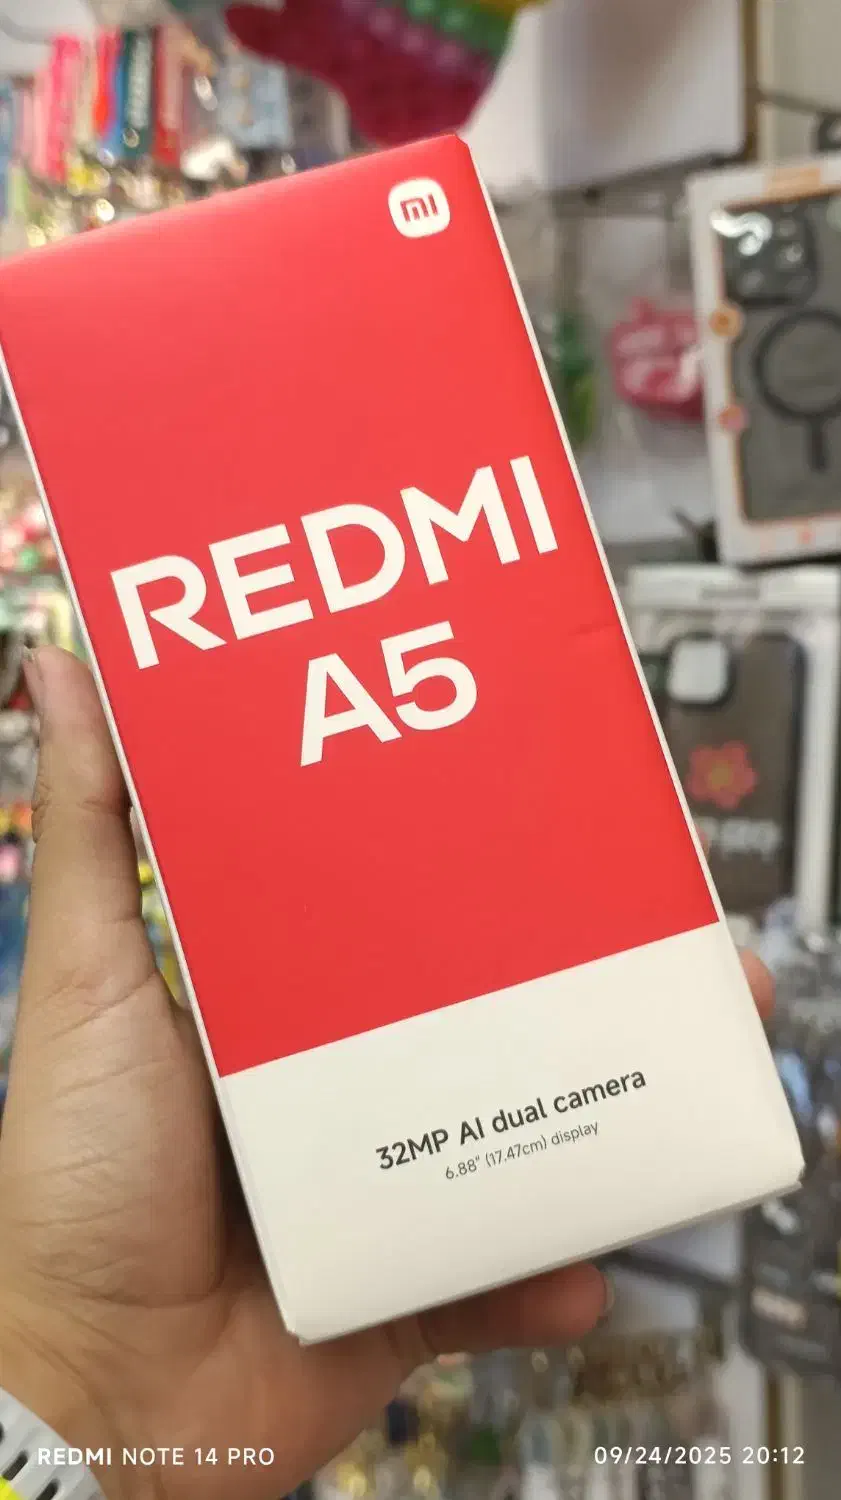 mi
REDMI
A5
32MP AI dual camera
6.88" (17.47cm) display
REDMI NOTE 14 PRO
09/24/2025 20:12